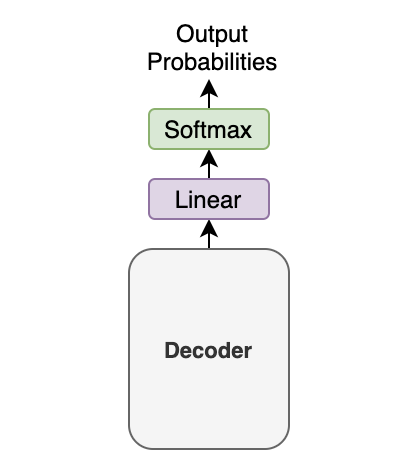 Output
Probabilities
Softmax
Linear
Decoder